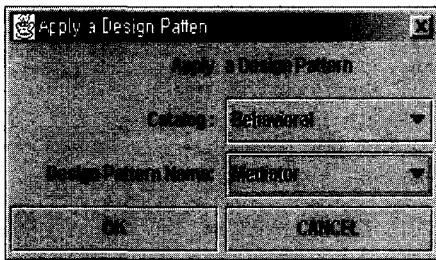 Apply a Design Patten
Apply a Design Pattern
Catalog : Behavioral
Design Pattern Name: Mediator
OK CANCEL